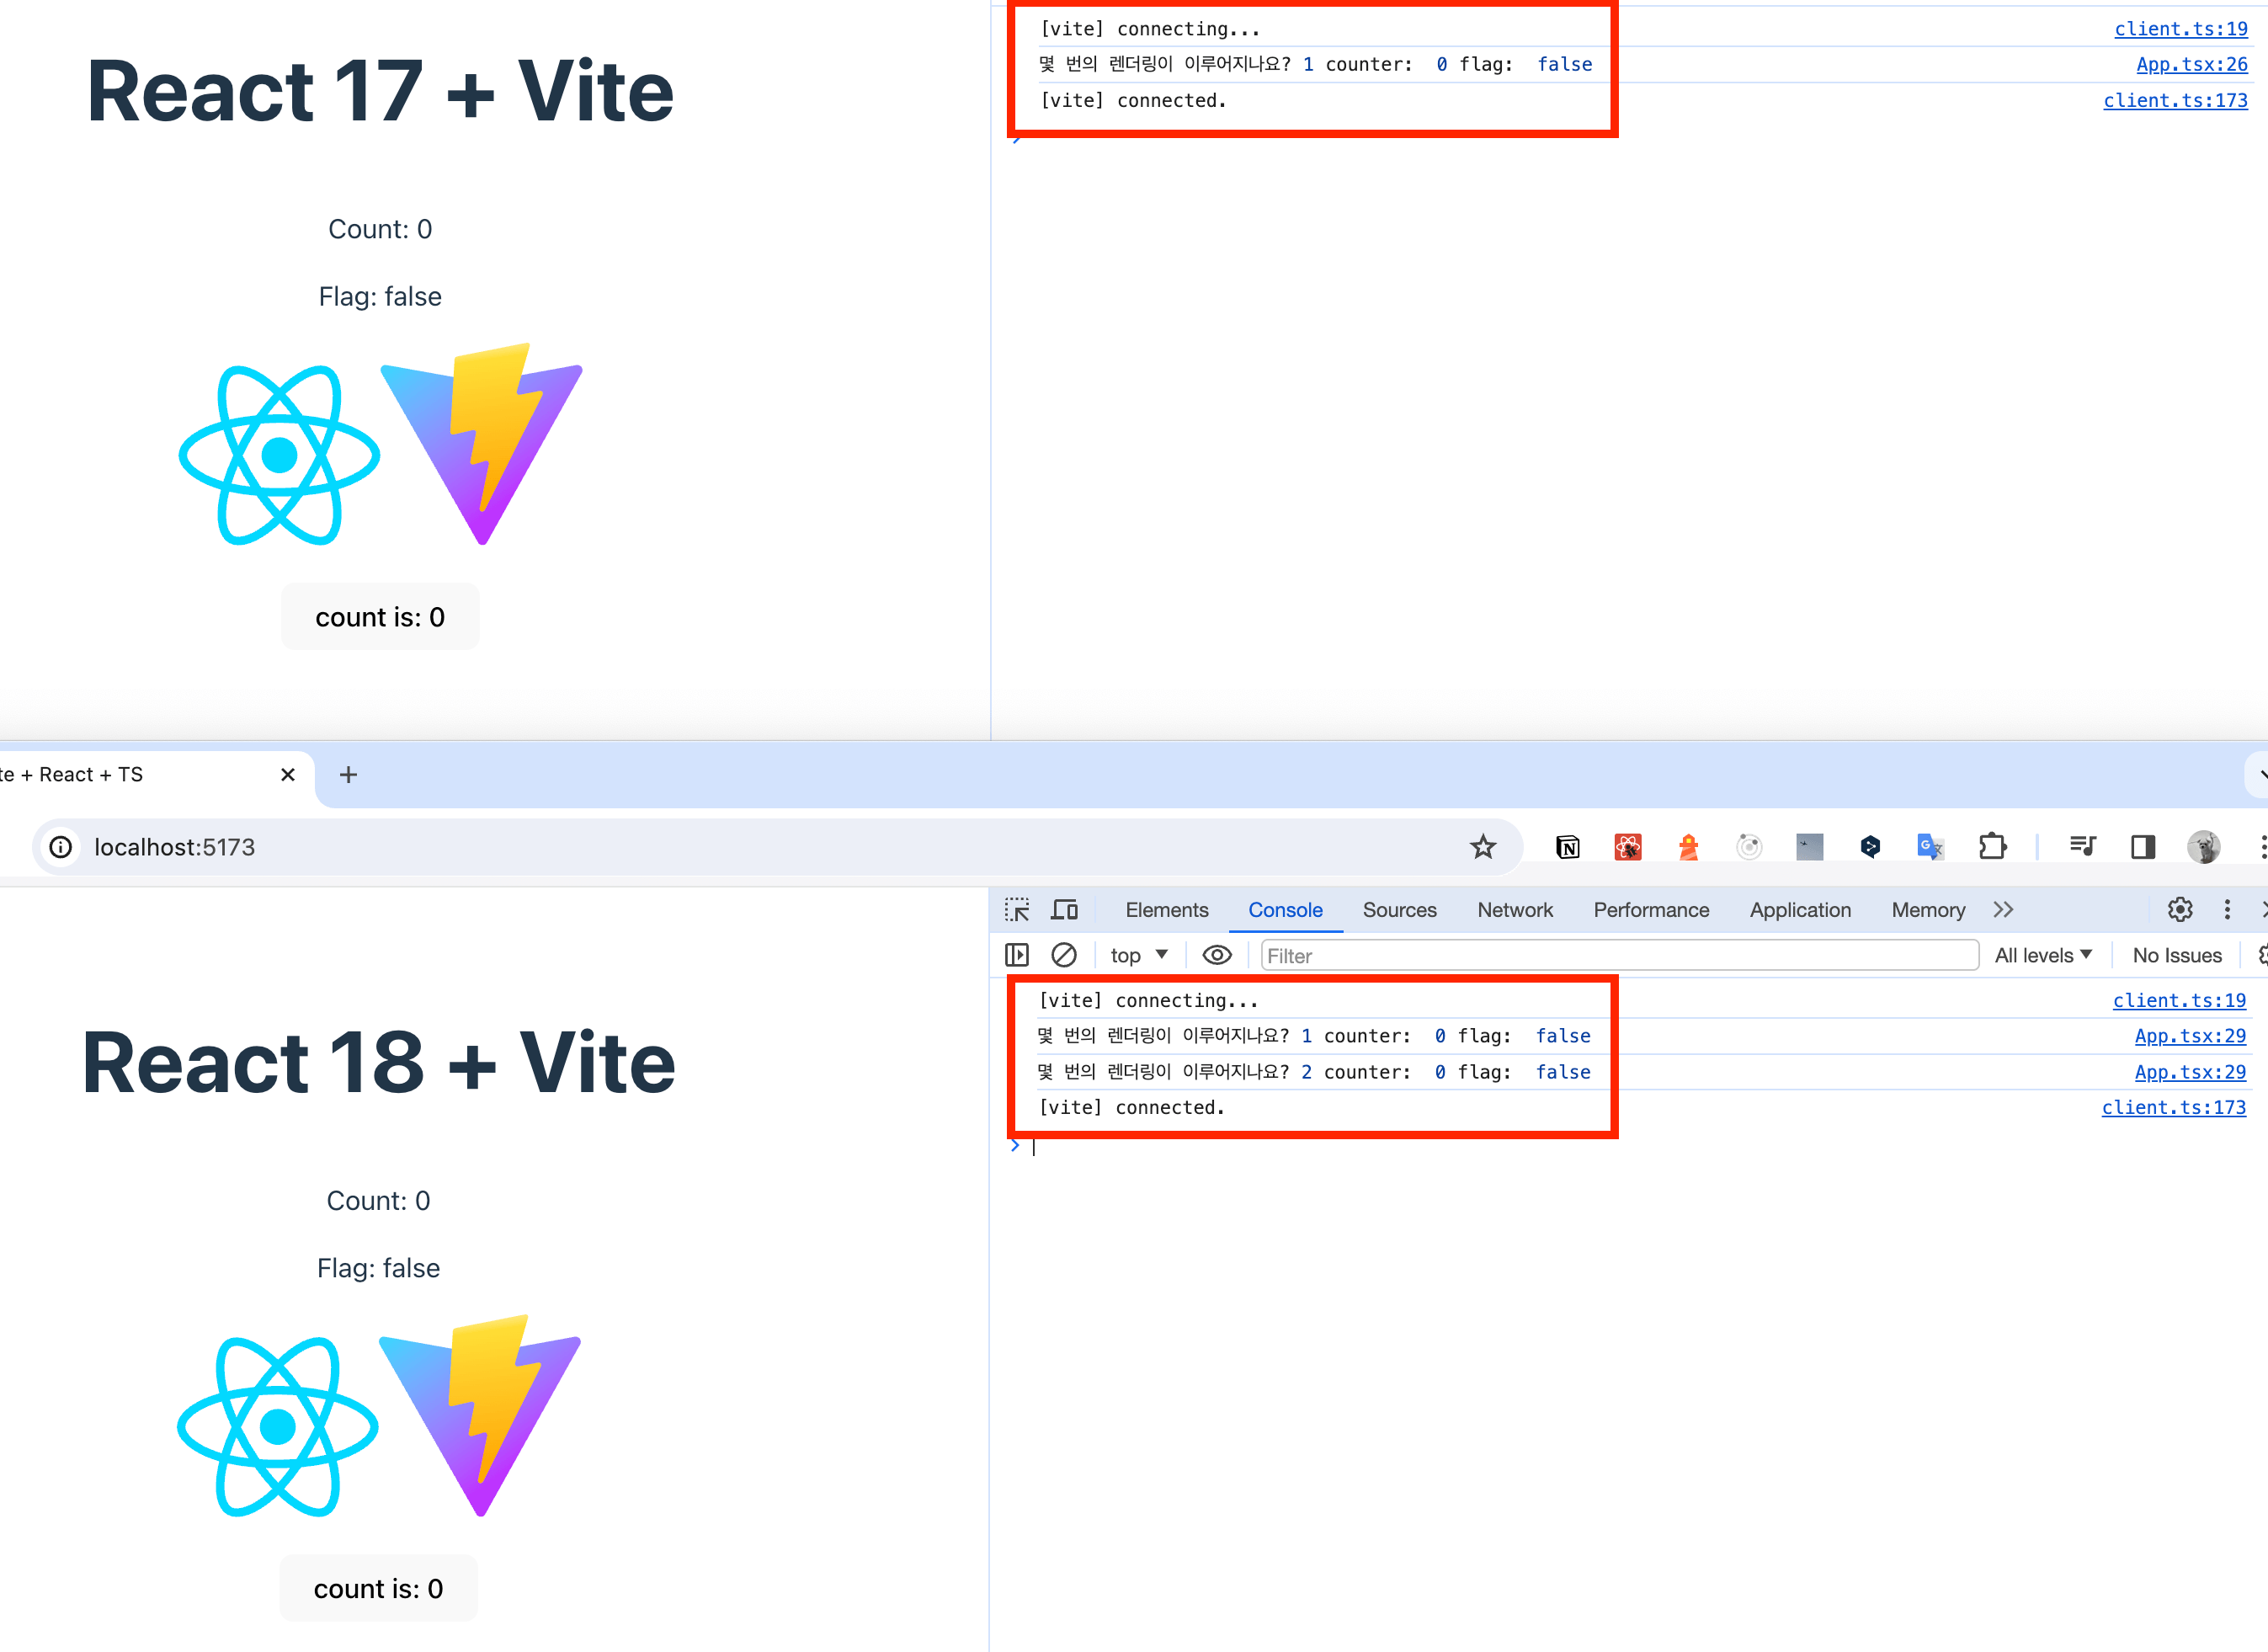 [vite] connecting... client.ts:19
몇 번의 렌더링이 이루어지나요? 1 counter: 0 flag: false App.tsx:26
[vite] connected. client.ts:173
React 17 + Vite
Count: 0
Flag: false
count is: 0
te + React + TS
localhost:5173
Elements Console Sources Network Performance Application Memory
top Filter All levels No Issues
[vite] connecting... client.ts:19
몇 번의 렌더링이 이루어지나요? 1 counter: 0 flag: false App.tsx:29
몇 번의 렌더링이 이루어지나요? 2 counter: 0 flag: false App.tsx:29
[vite] connected. client.ts:173
React 18 + Vite
Count: 0
Flag: false
count is: 0